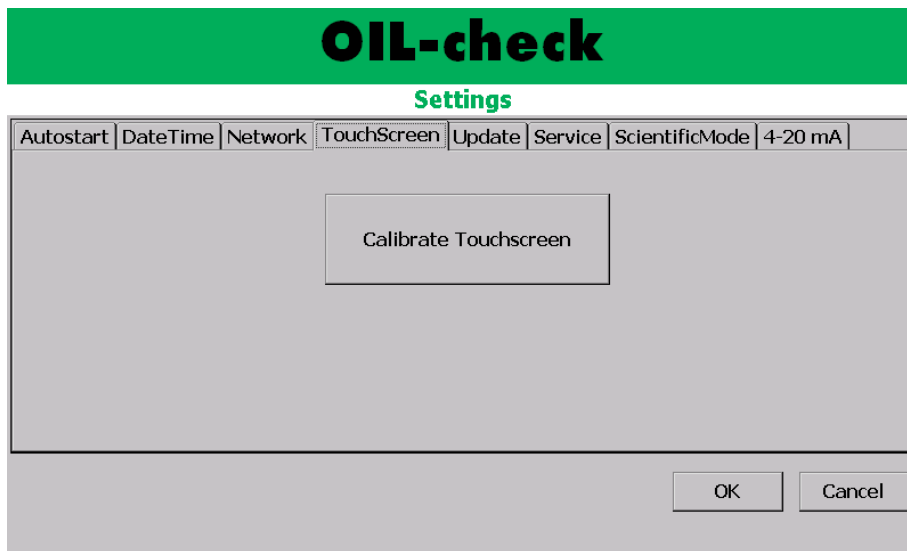 OIL-check
Settings
Autostart DateTime Network TouchScreen Update Service ScientificMode 4-20 mA
Calibrate Touchscreen
OK Cancel